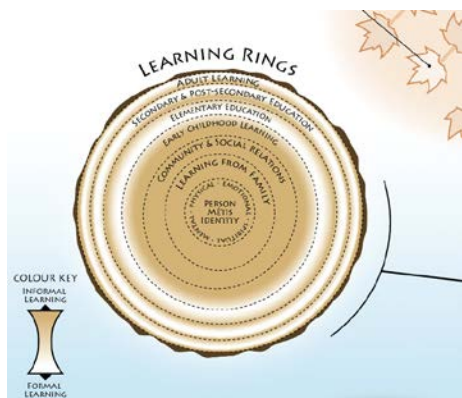 LEARNING RINGS
ADULT LEARNING
SECONDARY & POST-SECONDARY EDUCATION
ELEMENTARY EDUCATION
EARLY CHILDHOOD LEARNING
COMMUNITY & SOCIAL RELATIONS
LEARNING FROM FAMILY
MENTAL · PHYSICAL · EMOTIONAL · SPIRITUAL ·
PERSON
MÉTIS
IDENTITY
COLOUR KEY
INFORMAL
LEARNING
FORMAL
LEARNING